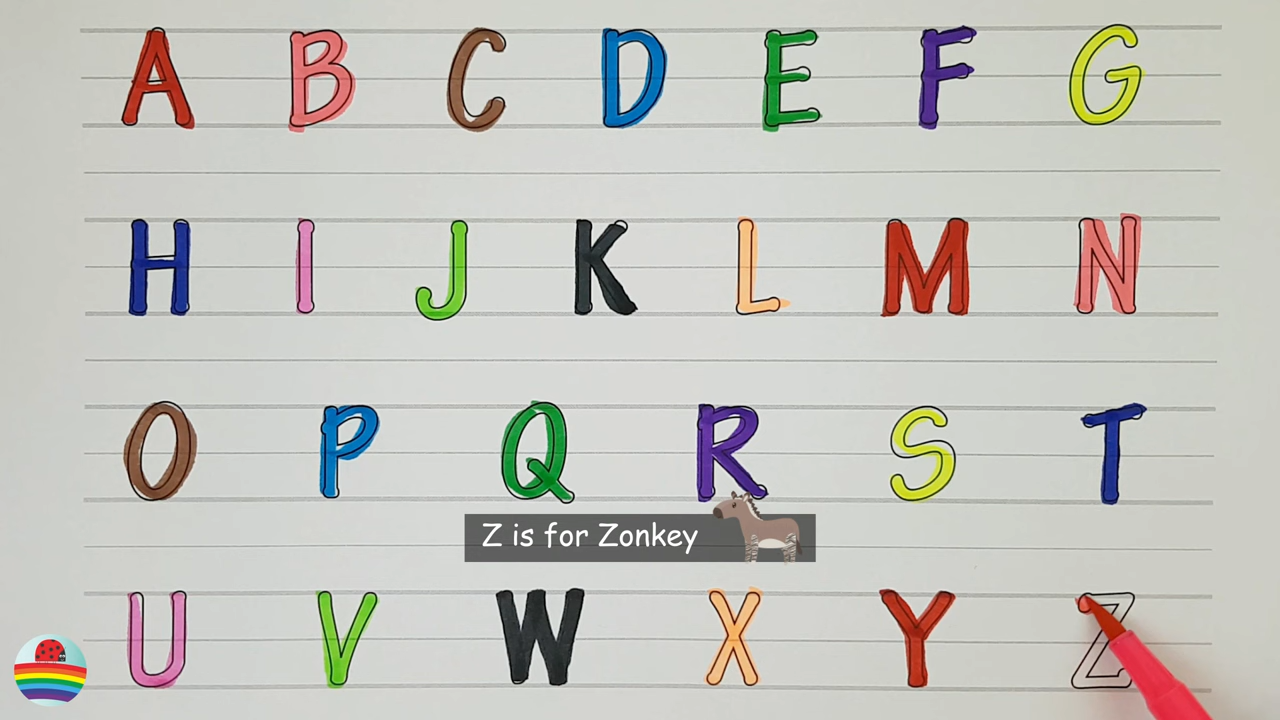 A B C D E F G
H I J K L M N
O P Q R S T
Z is for Zonkey
U V W X Y Z